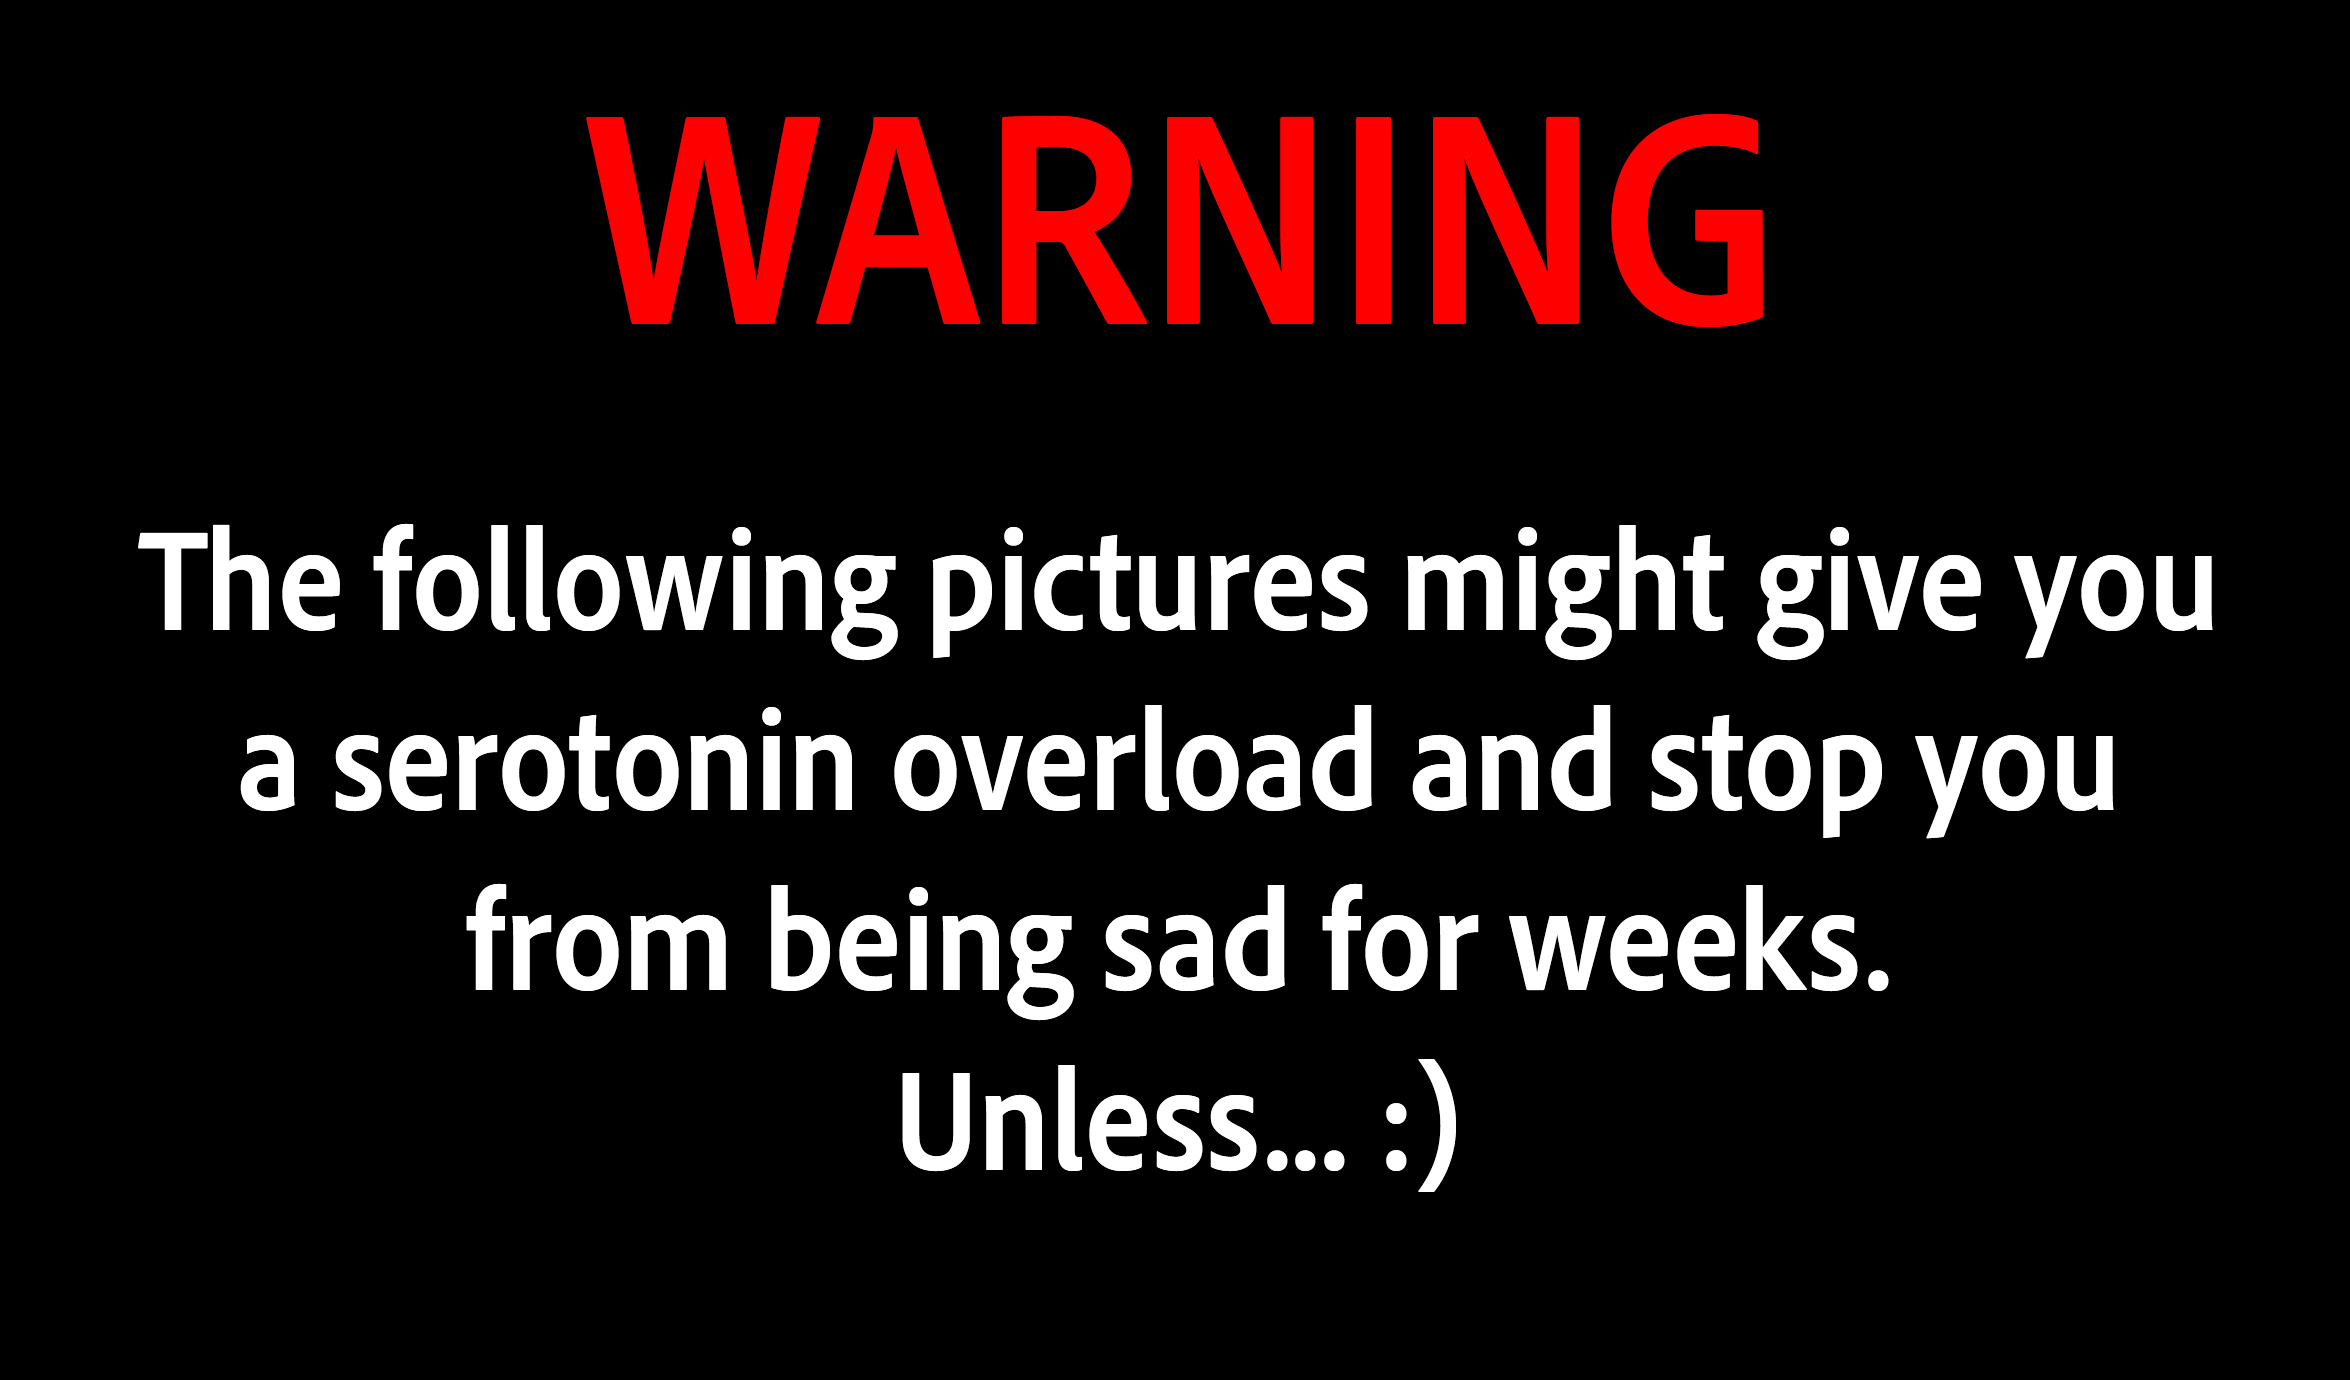 WARNING
The following pictures might give you
a serotonin overload and stop you
from being sad for weeks.
Unless... :)